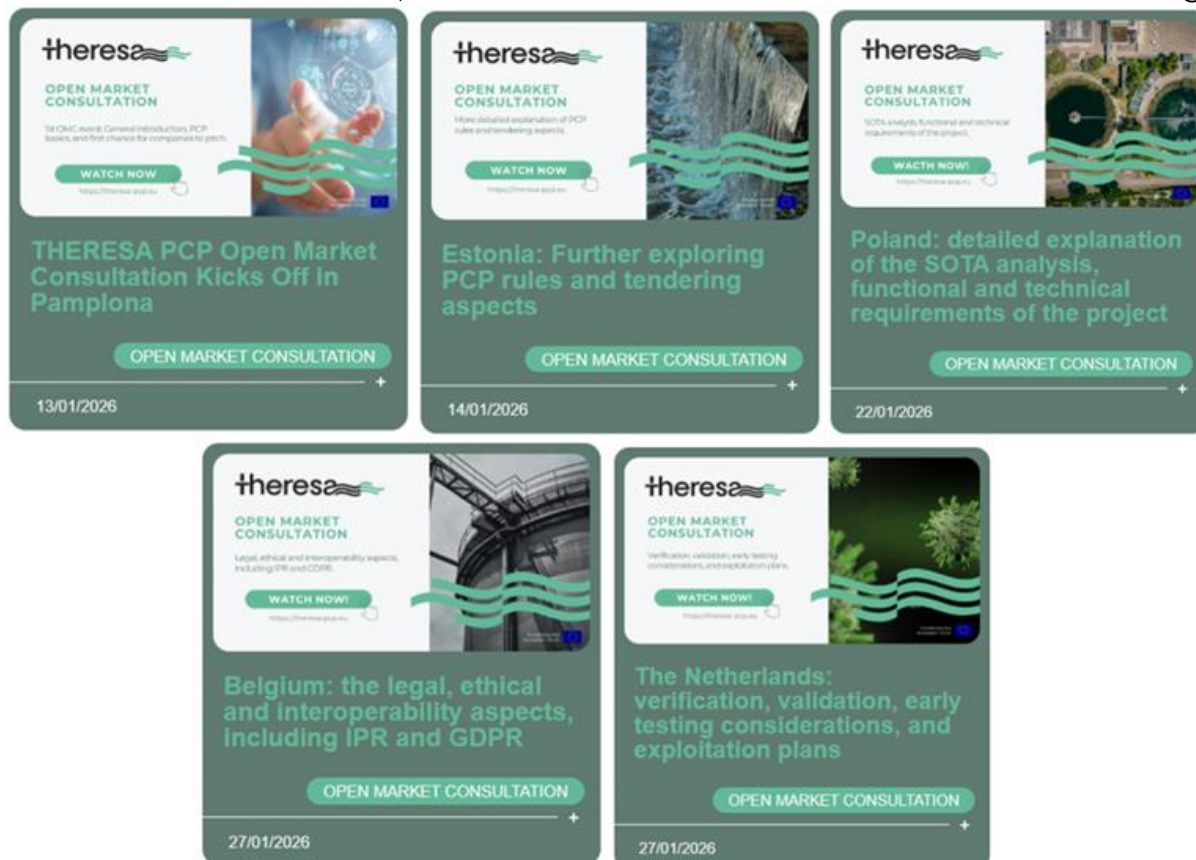 theresa
OPEN MARKET
CONSULTATION
1st OMC event: General introduction, PCP
basics, and first chance for companies to pitch.
WATCH NOW
https://theresa-pcp.eu
THERESA PCP Open Market
Consultation Kicks Off in
Pamplona
OPEN MARKET CONSULTATION
+
13/01/2026
theresa
OPEN MARKET
CONSULTATION
More detailed explanation of PCP
rules and tendering aspects.
WATCH NOW
https://theresa-pcp.eu
Estonia: Further exploring
PCP rules and tendering
aspects
OPEN MARKET CONSULTATION
+
14/01/2026
theresa
OPEN MARKET
CONSULTATION
SOTA analysis, functional and technical
requirements of the project.
WACTH NOW!
https://theresa-pcp.eu
Poland: detailed explanation
of the SOTA analysis,
functional and technical
requirements of the project
OPEN MARKET CONSULTATION
22/01/2026
theresa
OPEN MARKET
CONSULTATION
Legal, ethical and interoperability aspects,
including IPR and GDPR.
WATCH NOW!
https://theresa-pcp.eu
Belgium: the legal, ethical
and interoperability aspects,
including IPR and GDPR
OPEN MARKET CONSULTATION
+
27/01/2026
theresa
OPEN MARKET
CONSULTATION
Verification, validation, early testing
considerations, and exploitation plans.
WATCH NOW!
https://theresa-pcp.eu
The Netherlands:
verification, validation, early
testing considerations, and
exploitation plans
OPEN MARKET CONSULTATION
+
27/01/2026